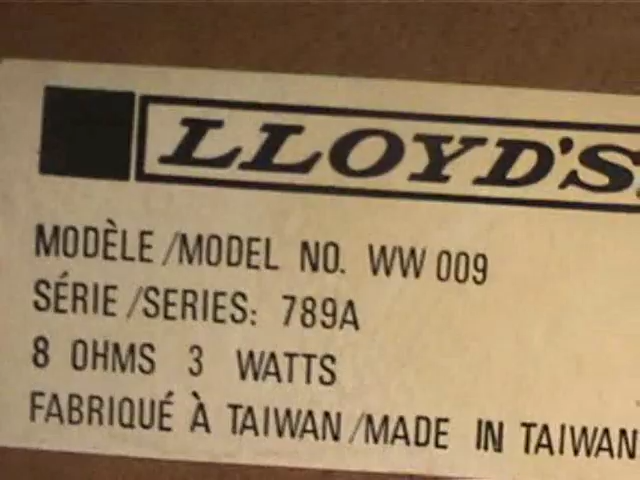 LLOYD'S
MODÈLE/MODEL NO. WW 009
SÉRIE/SERIES: 789A
8 OHMS 3 WATTS
FABRIQUÉ À TAIWAN/MADE IN TAIWAN